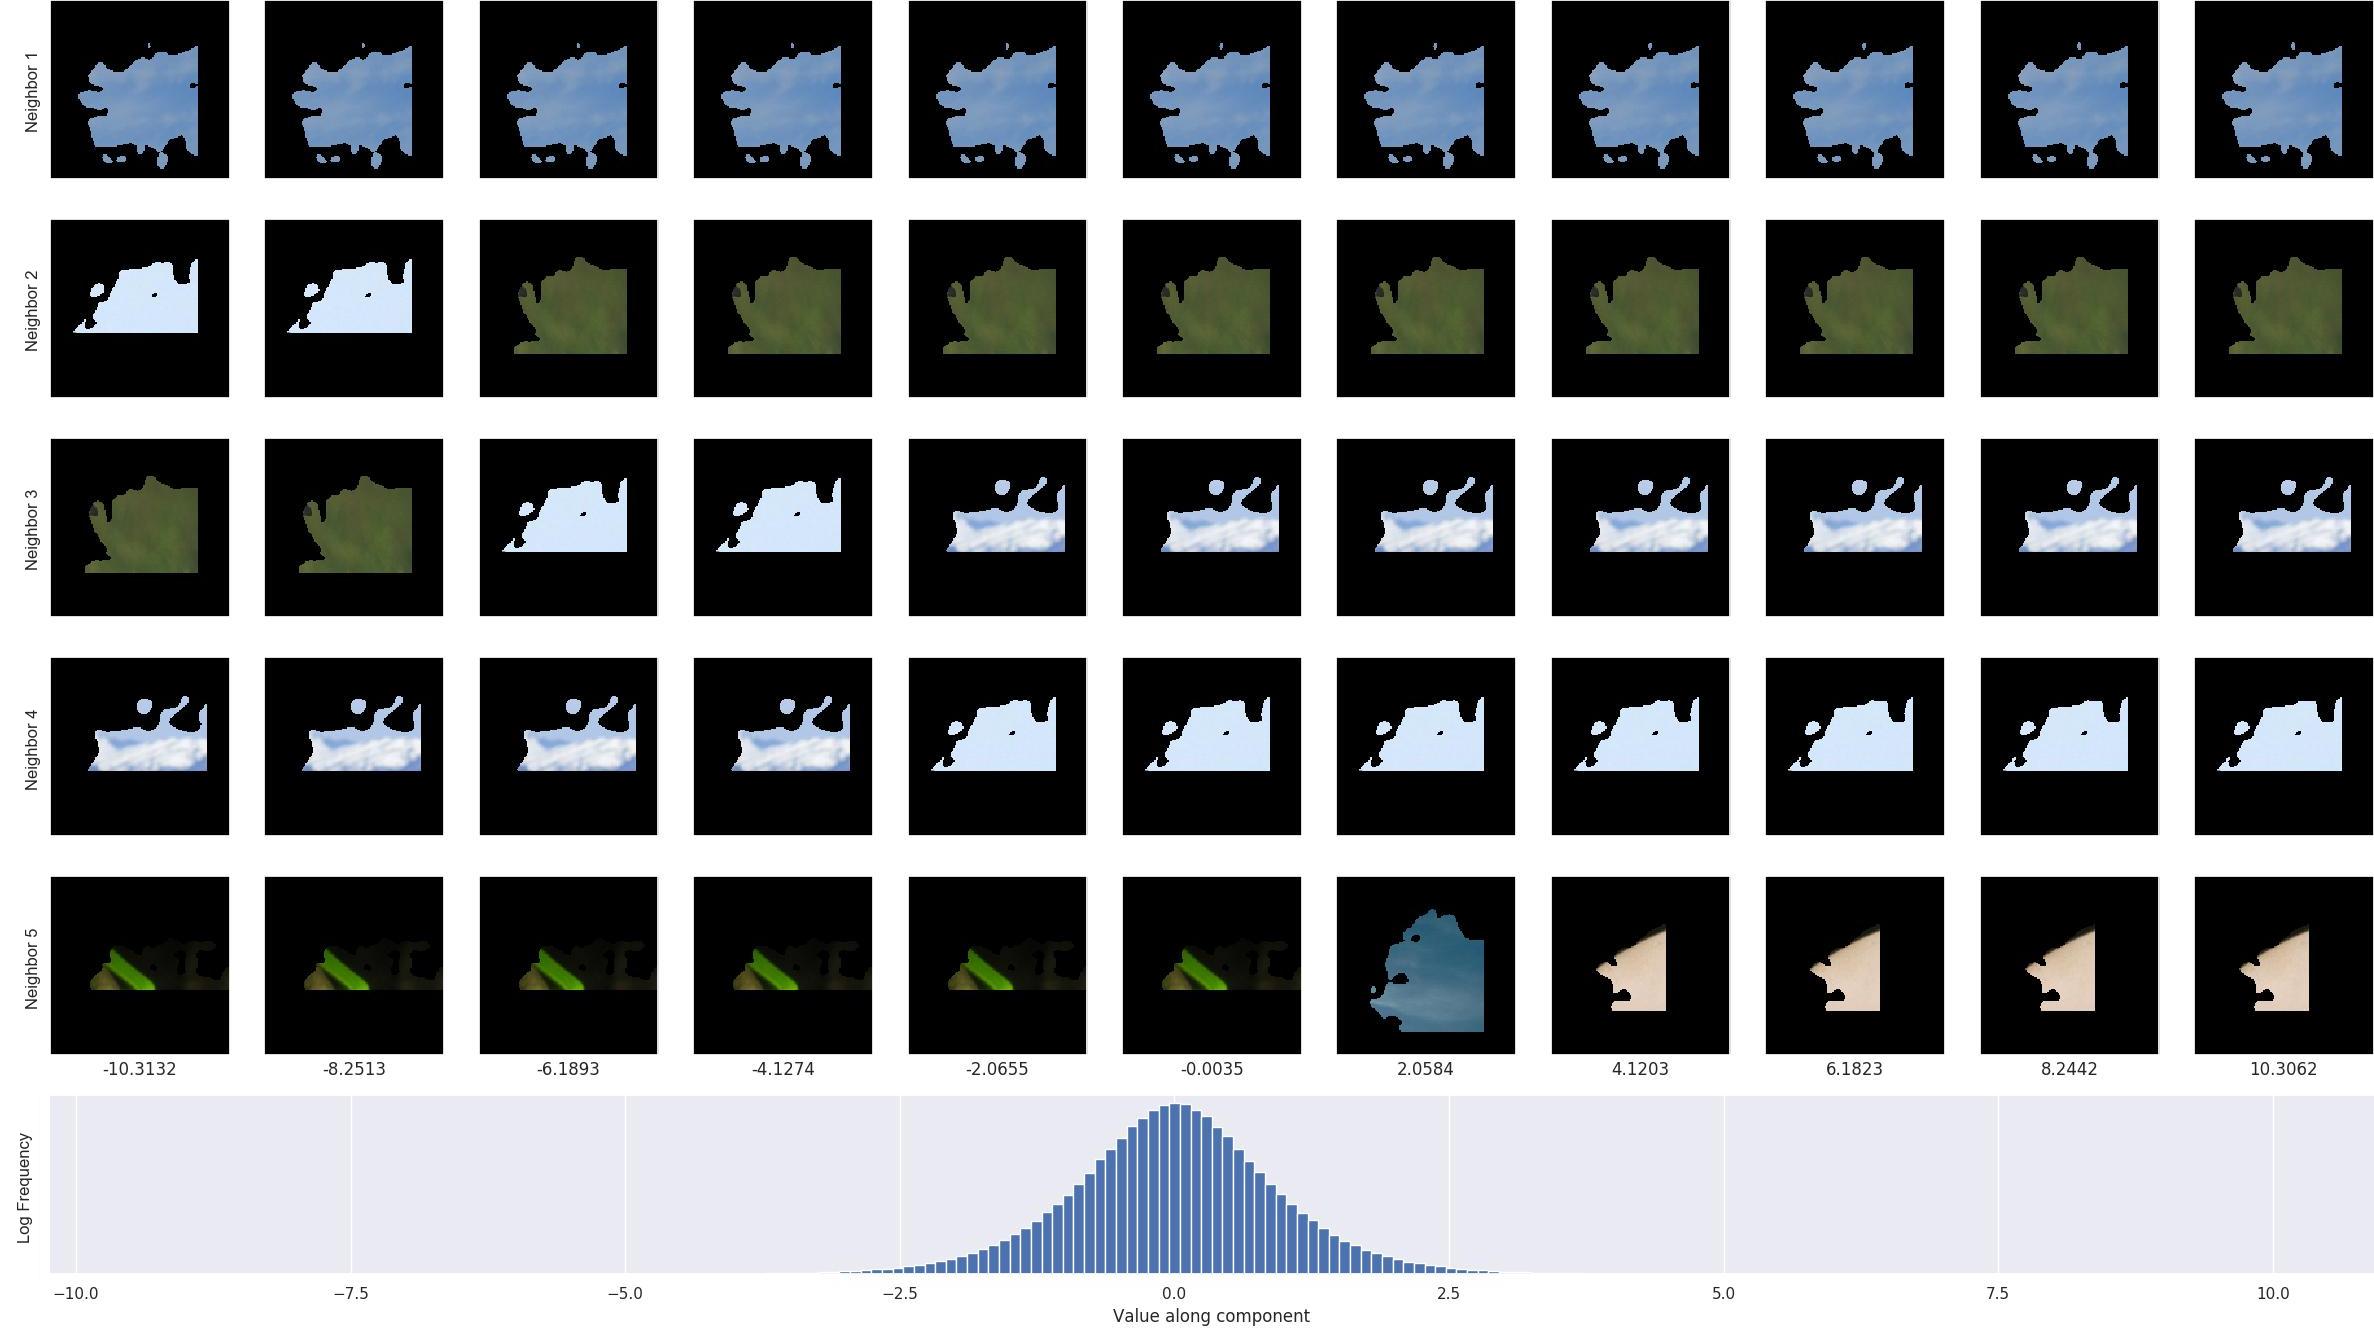 Neighbor 1
Neighbor 2
Neighbor 3
Neighbor 4
Neighbor 5
-10.3132 -8.2513 -6.1893 -4.1274 -2.0655 -0.0035 2.0584 4.1203 6.1823 8.2442 10.3062
Log Frequency
−10.0 −7.5 −5.0 −2.5 0.0 2.5 5.0 7.5 10.0
Value along component